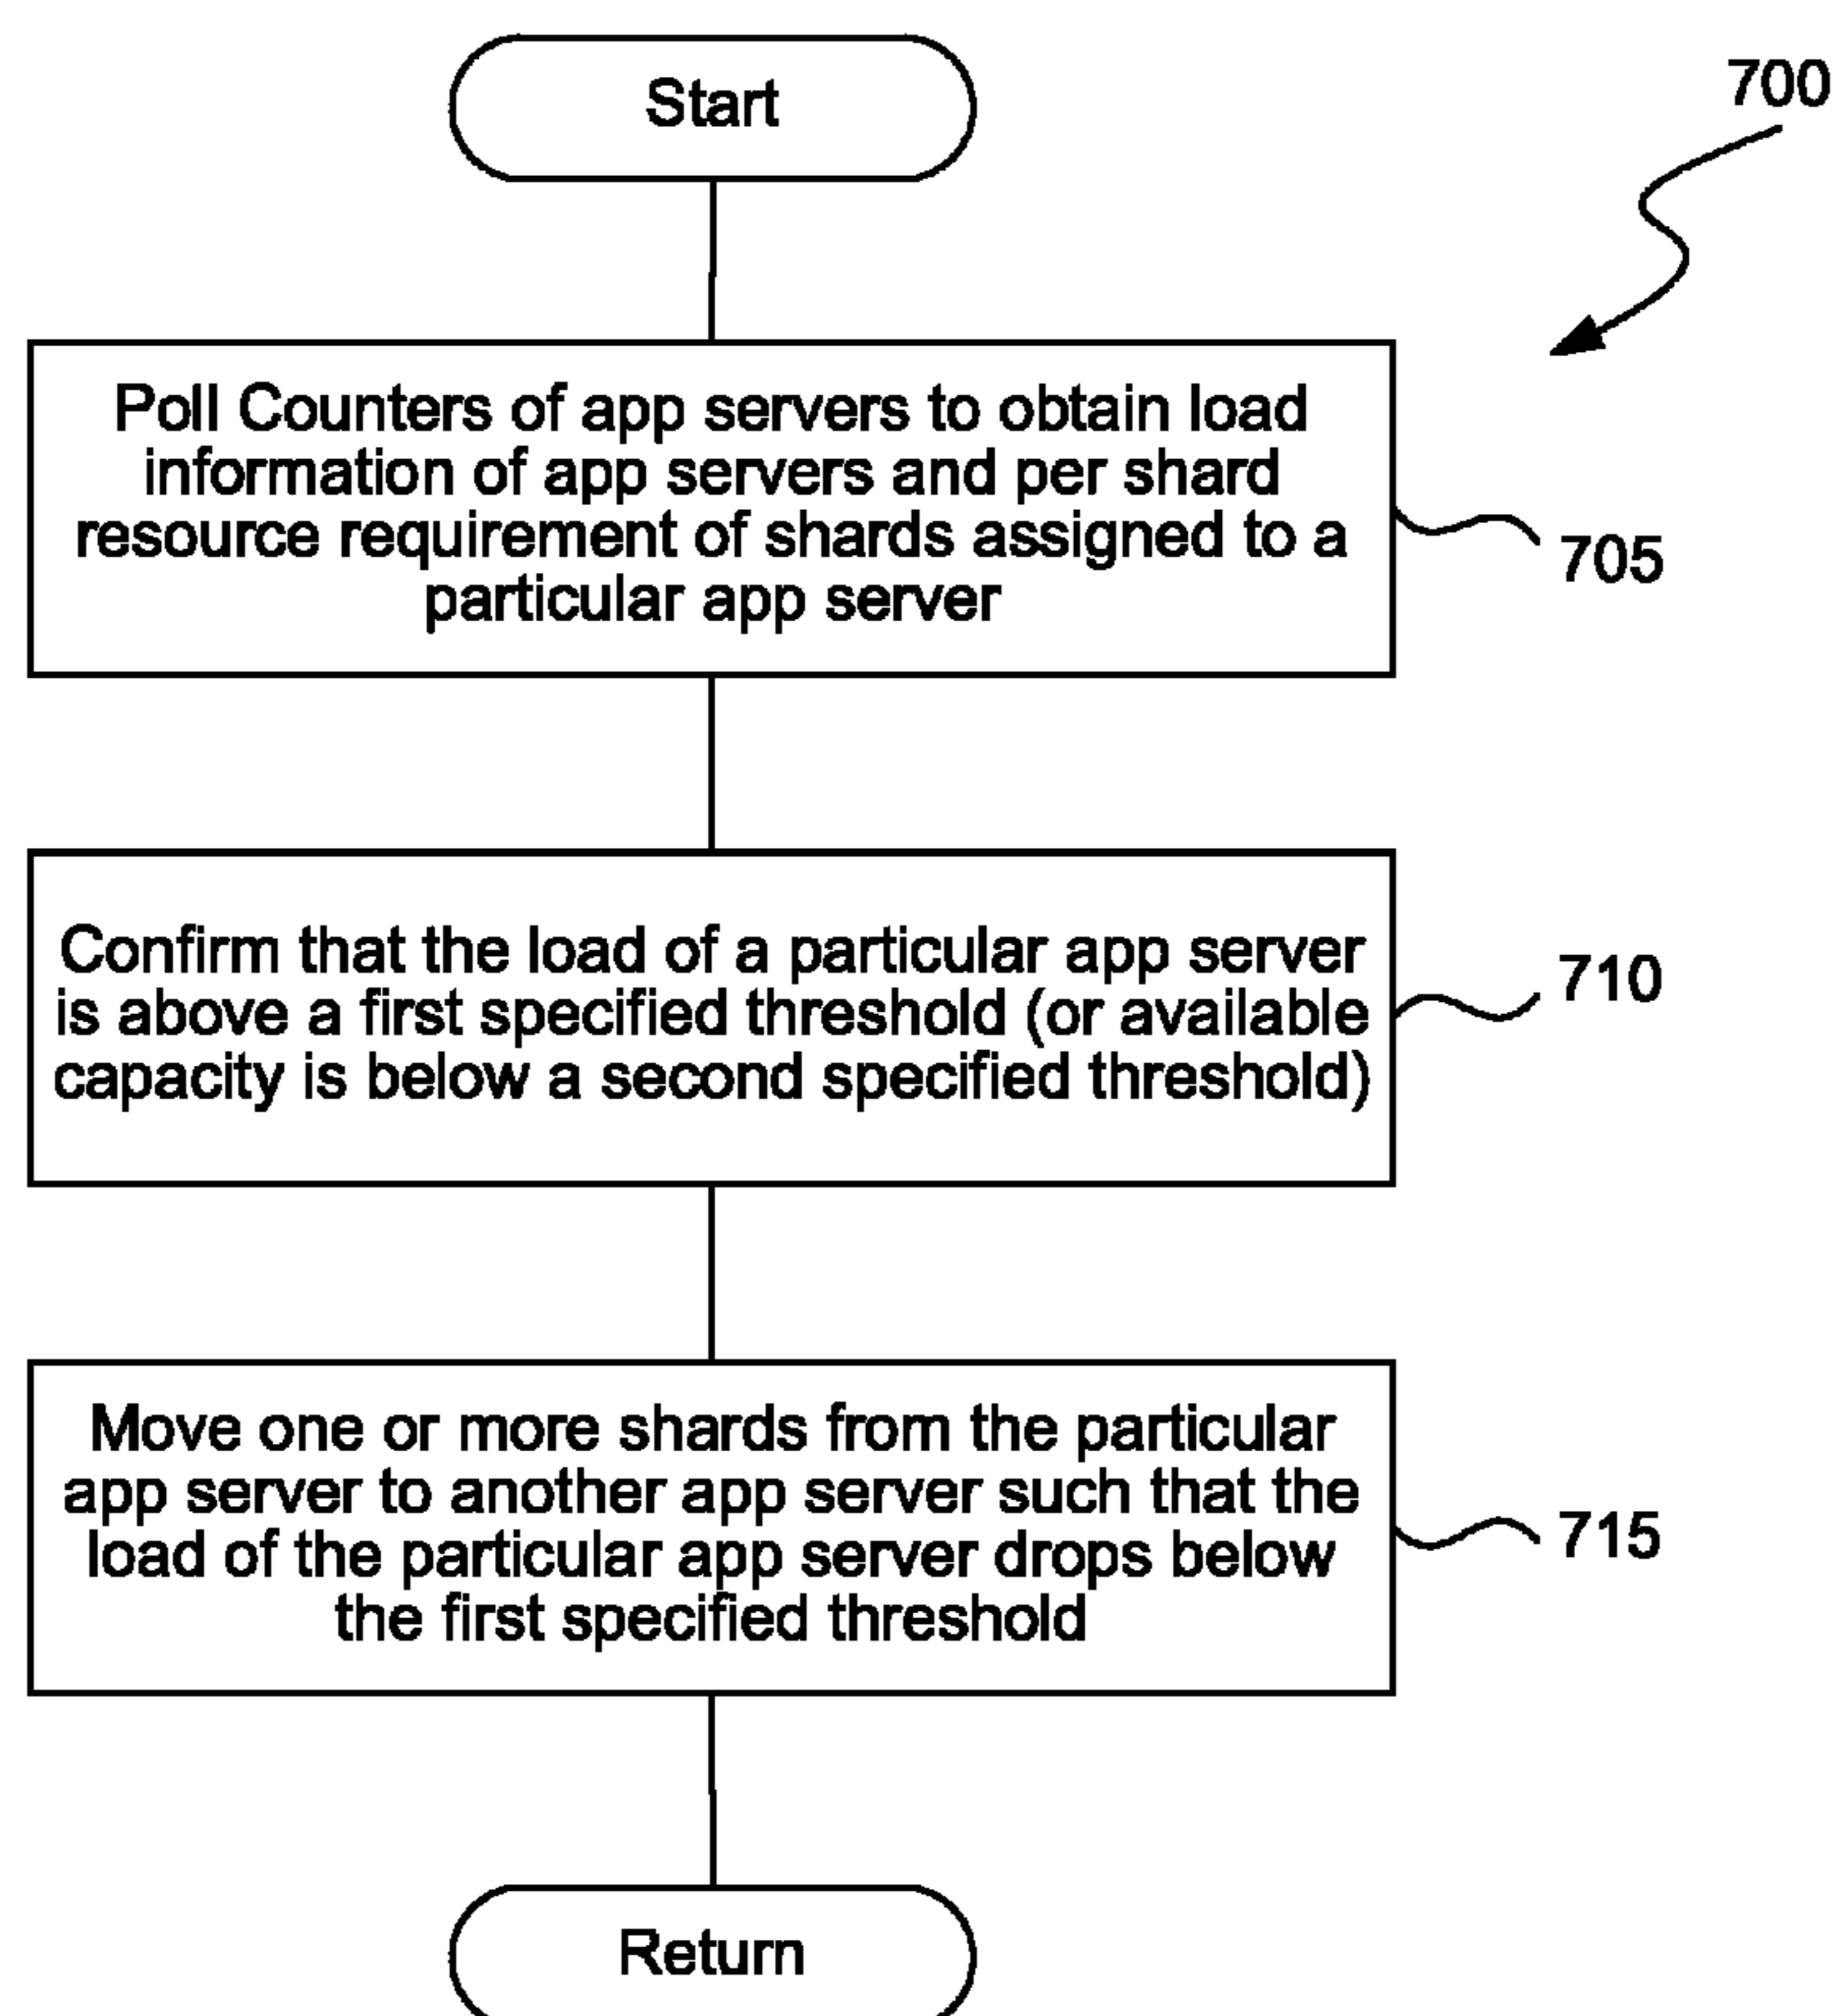 Start
700
Poll Counters of app servers to obtain load
information of app servers and per shard
resource requirement of shards assigned to a
particular app server
705
Confirm that the load of a particular app server
is above a first specified threshold (or available
capacity is below a second specified threshold)
710
Move one or more shards from the particular
app server to another app server such that the
load of the particular app server drops below
the first specified threshold
715
Return